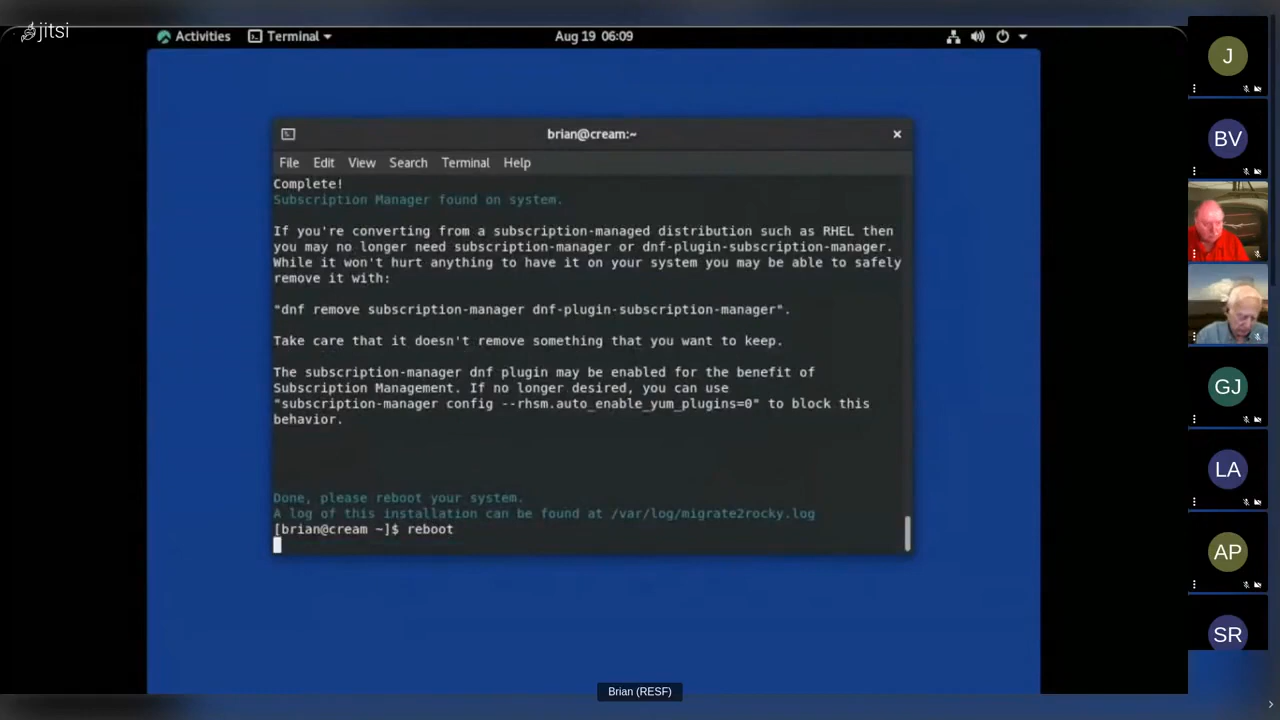 jitsi
Activities
Terminal
Aug 19 06:09
brian@cream:~
File Edit View Search Terminal Help
Complete!
Subscription Manager found on system.
If you're converting from a subscription-managed distribution such as RHEL then
you may no longer need subscription-manager or dnf-plugin-subscription-manager.
While it won't hurt anything to have it on your system you may be able to safely
remove it with:
"dnf remove subscription-manager dnf-plugin-subscription-manager".
Take care that it doesn't remove something that you want to keep.
The subscription-manager dnf plugin may be enabled for the benefit of
Subscription Management. If no longer desired, you can use
"subscription-manager config --rhsm.auto_enable_yum_plugins=0" to block this
behavior.
Done, please reboot your system.
A log of this installation can be found at /var/log/migrate2rocky.log
[brian@cream ~]$ reboot
Brian (RESF)
J
BV
GJ
LA
AP
SR